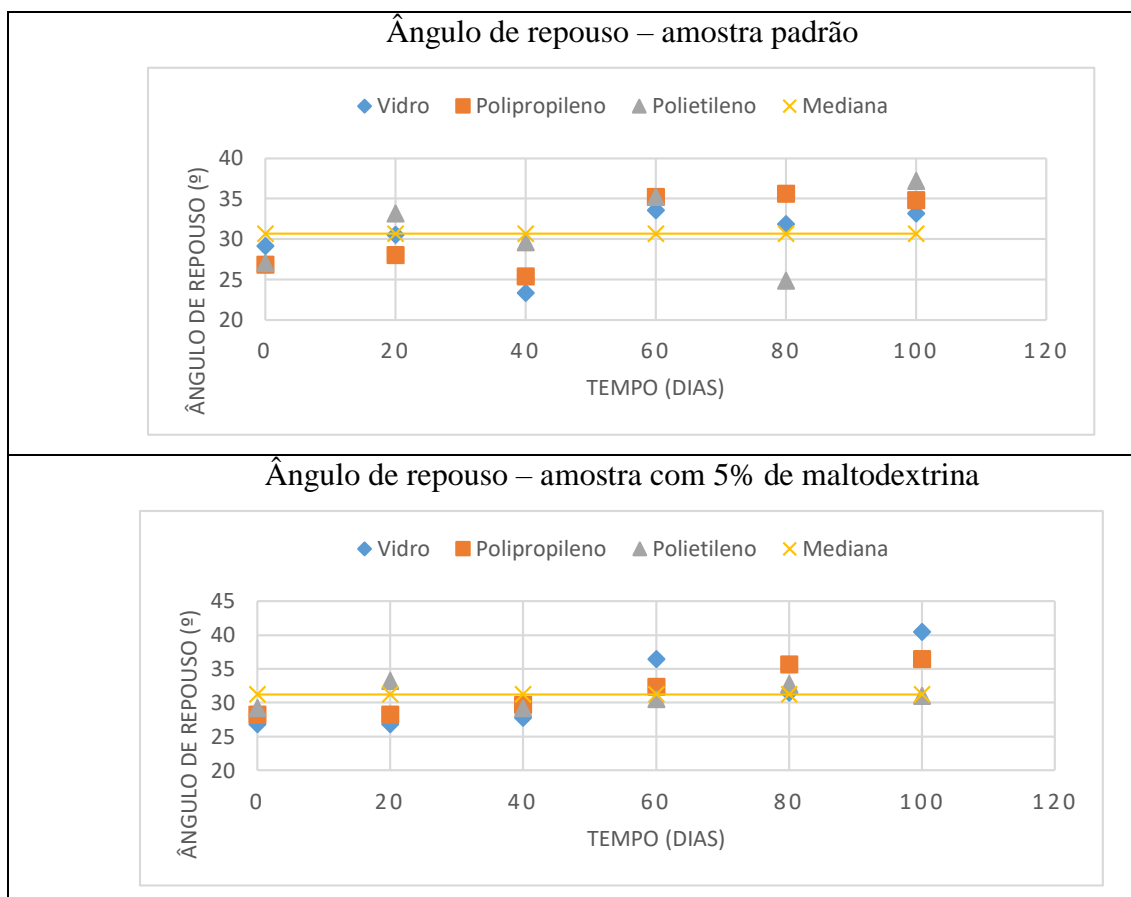 Ângulo de repouso – amostra padrão
Vidro Polipropileno Polietileno Mediana
ÂNGULO DE REPOUSO (º)
40
35
30
25
20
0 20 40 60 80 100 120
TEMPO (DIAS)
Ângulo de repouso – amostra com 5% de maltodextrina
Vidro Polipropileno Polietileno Mediana
ÂNGULO DE REPOUSO (º)
45
40
35
30
25
20
0 20 40 60 80 100 120
TEMPO (DIAS)